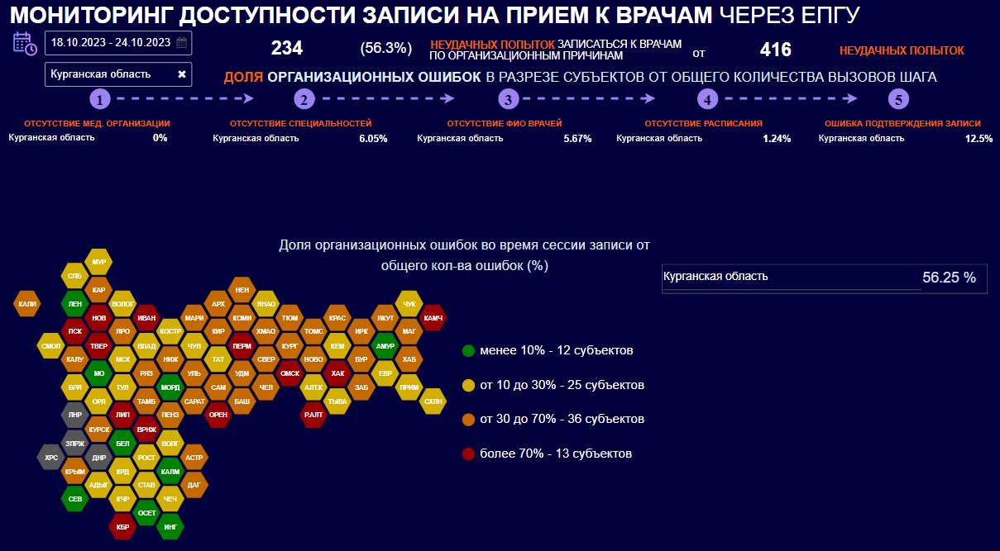 МОНИТОРИНГ ДОСТУПНОСТИ ЗАПИСИ НА ПРИЕМ К ВРАЧАМ ЧЕРЕЗ ЕПГУ
18.10.2023 - 24.10.2023
234 (56.3%) НЕУДАЧНЫХ ПОПЫТОК ЗАПИСАТЬСЯ К ВРАЧАМ
ПО ОРГАНИЗАЦИОННЫМ ПРИЧИНАМ от 416 НЕУДАЧНЫХ ПОПЫТОК
Курганская область ✖
ДОЛЯ ОРГАНИЗАЦИОННЫХ ОШИБОК В РАЗРЕЗЕ СУБЪЕКТОВ ОТ ОБЩЕГО КОЛИЧЕСТВА ВЫЗОВОВ ШАГА
1 2 3 4 5
ОТСУТСТВИЕ МЕД. ОРГАНИЗАЦИИ
Курганская область 0%
ОТСУТСТВИЕ СПЕЦИАЛЬНОСТЕЙ
Курганская область 6.05%
ОТСУТСТВИЕ ФИО ВРАЧЕЙ
Курганская область 5.67%
ОТСУТСТВИЕ РАСПИСАНИЯ
Курганская область 1.24%
ОШИБКА ПОДТВЕРЖДЕНИЯ ЗАПИСИ
Курганская область 12.5%
Доля организационных ошибок во время сессии записи от
общего кол-ва ошибок (%)
Курганская область 56.25 %
МУР
СПБ
КАР НЕН
КАЛИ ЛЕН ВОЛОГ АРХ ЯНАО ЧУК
НОВ ИВАН МАРИ КОМИ ТЮМ КРАС ЯКУТ КАМЧ
ПСК ЯРО КОСТР КИР ХМАО ТОМС ИРК МАГ
СМОЛ ТВЕР ВЛАД ЧУВ ПЕРМ КУРГ КЕМ АМУР
КАЛУ МСК НИЖ ТАТ СВЕР НОВО БУР ХАБ
МО РЯЗ УЛЬ УДМ ОМСК ХАК ЕВР
БРЯ ТУЛ МОРД САМ ЧЕЛ АЛТ.К ЗАБ ПРИМ
ОРЛ ТАМБ САРАТ БАШ ТЫВА СХЛН
ЛНР ЛИП ПЕНЗ ОРЕН Р.АЛТ
КУРСК ВРНЖ
ЗПРЖ БЕЛ ВОЛГ
ХРС ДНР РОСТ АСТР
КРЫМ КРД КАЛМ
АДЫГ СТАВ ДАГ
СЕВ КЧР ЧЕЧ
ОСЕТ
КБР ИНГ
менее 10% - 12 субъектов
от 10 до 30% - 25 субъектов
от 30 до 70% - 36 субъектов
более 70% - 13 субъектов